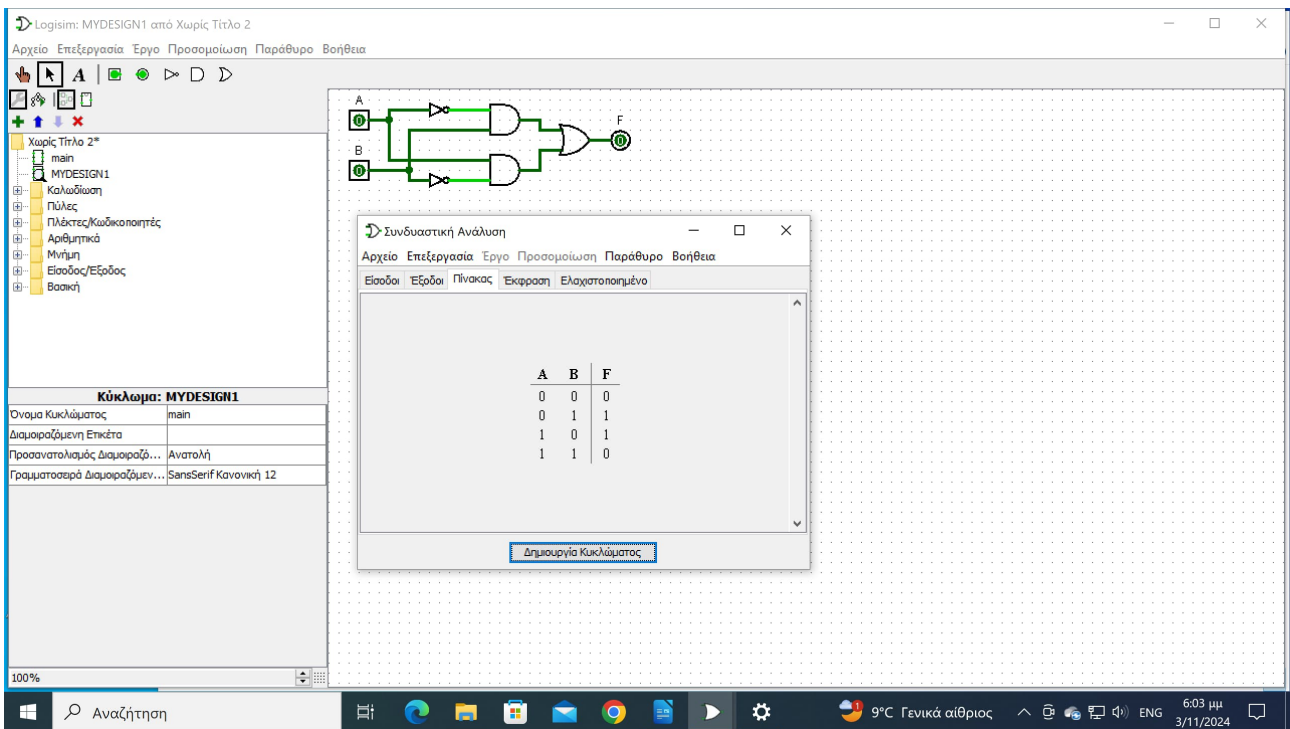 Logisim: MYDESIGN1 από Χωρίς Τίτλο 2
Αρχείο Επεξεργασία Έργο Προσομοίωση Παράθυρο Βοήθεια
A
Χωρίς Τίτλο 2*
main
MYDESIGN1
Καλωδίωση
Πύλες
Πλέκτες/Κωδικοποιητές
Αριθμητικά
Μνήμη
Είσοδος/Έξοδος
Βασική
Κύκλωμα: MYDESIGN1
Όνομα Κυκλώματος main
Διαμοιραζόμενη Ετικέτα
Προσανατολισμός Διαμοιραζό... Ανατολή
Γραμματοσειρά Διαμοιραζόμεν... SansSerif Κανονική 12
100%
A
0
B
0
F
0
Συνδυαστική Ανάλυση
Αρχείο Επεξεργασία Έργο Προσομοίωση Παράθυρο Βοήθεια
Είσοδοι Έξοδοι Πίνακας Έκφραση Ελαχιστοποιημένο
A B F
0 0 0
0 1 1
1 0 1
1 1 0
Δημιουργία Κυκλώματος
Αναζήτηση
1
9°C Γενικά αίθριος
ENG
6:03 μμ
3/11/2024